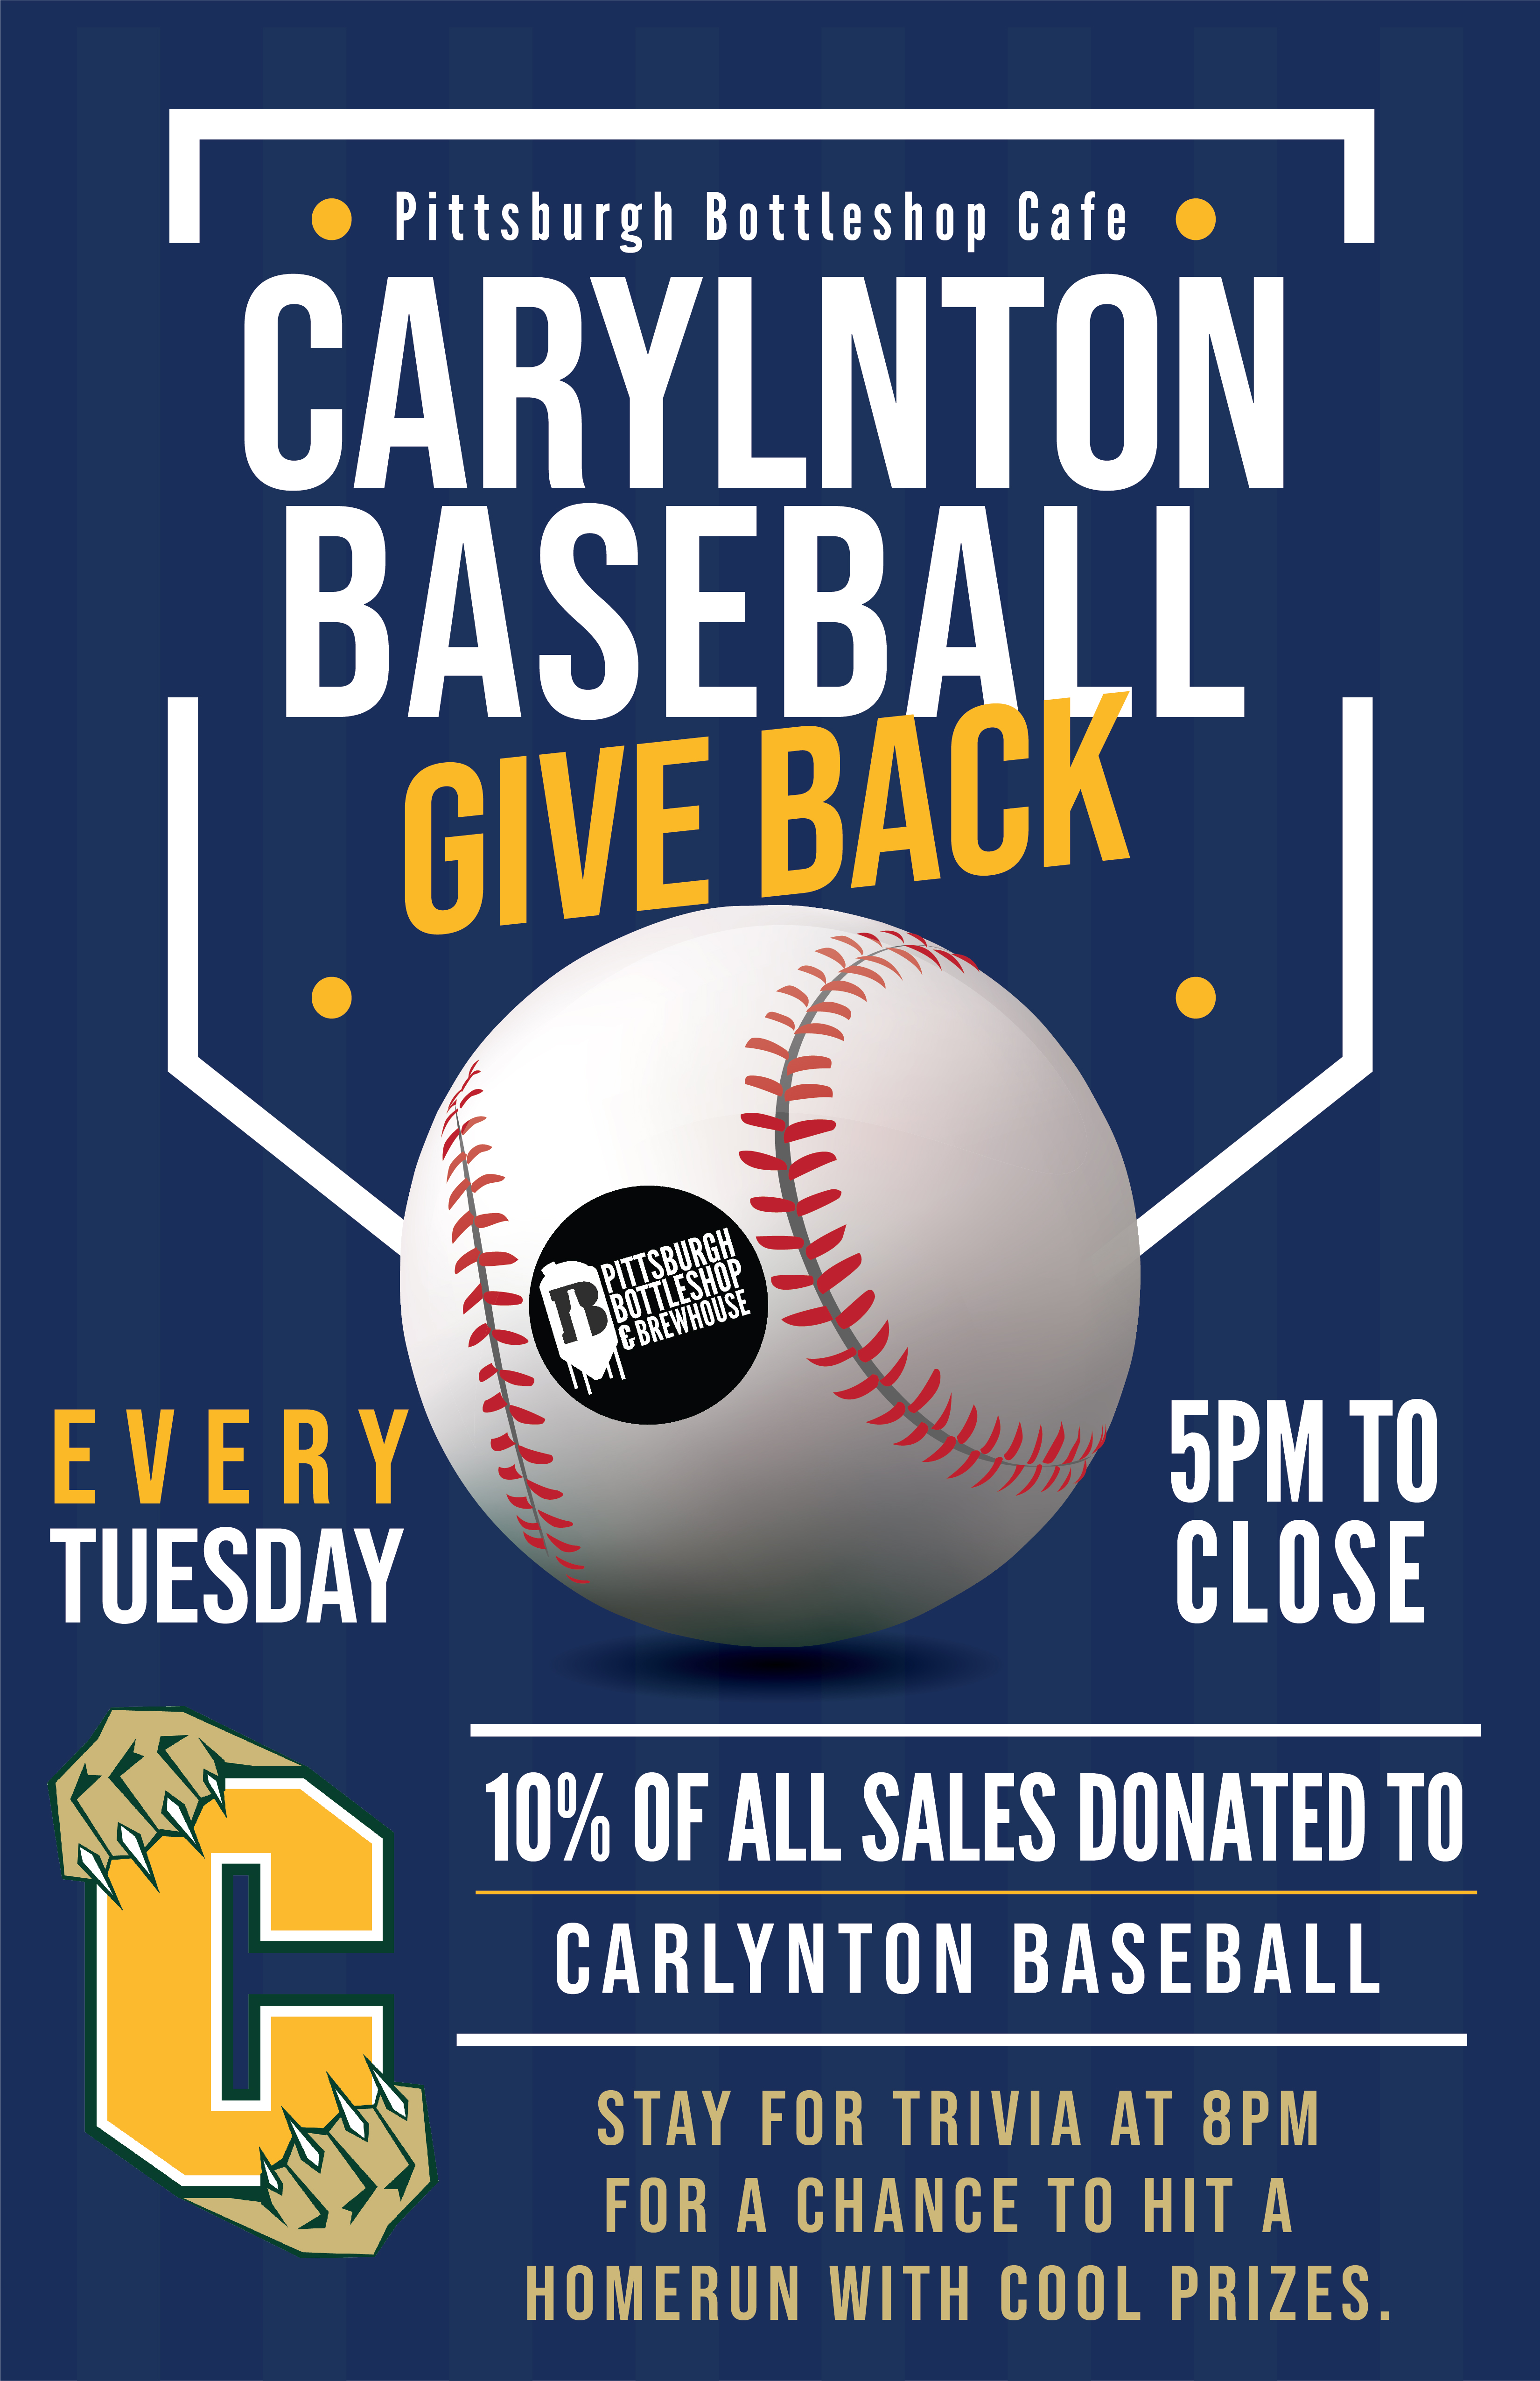 Pittsburgh Bottleshop Cafe
CARYLNTON
BASEBALL
GIVE BACK
B
PITTSBURGH
BOTTLESHOP
& BREWHOUSE
EVERY
TUESDAY
5PM TO
CLOSE
C
10% OF ALL SALES DONATED TO
CARLYNTON BASEBALL
STAY FOR TRIVIA AT 8PM
FOR A CHANCE TO HIT A
HOMERUN WITH COOL PRIZES.